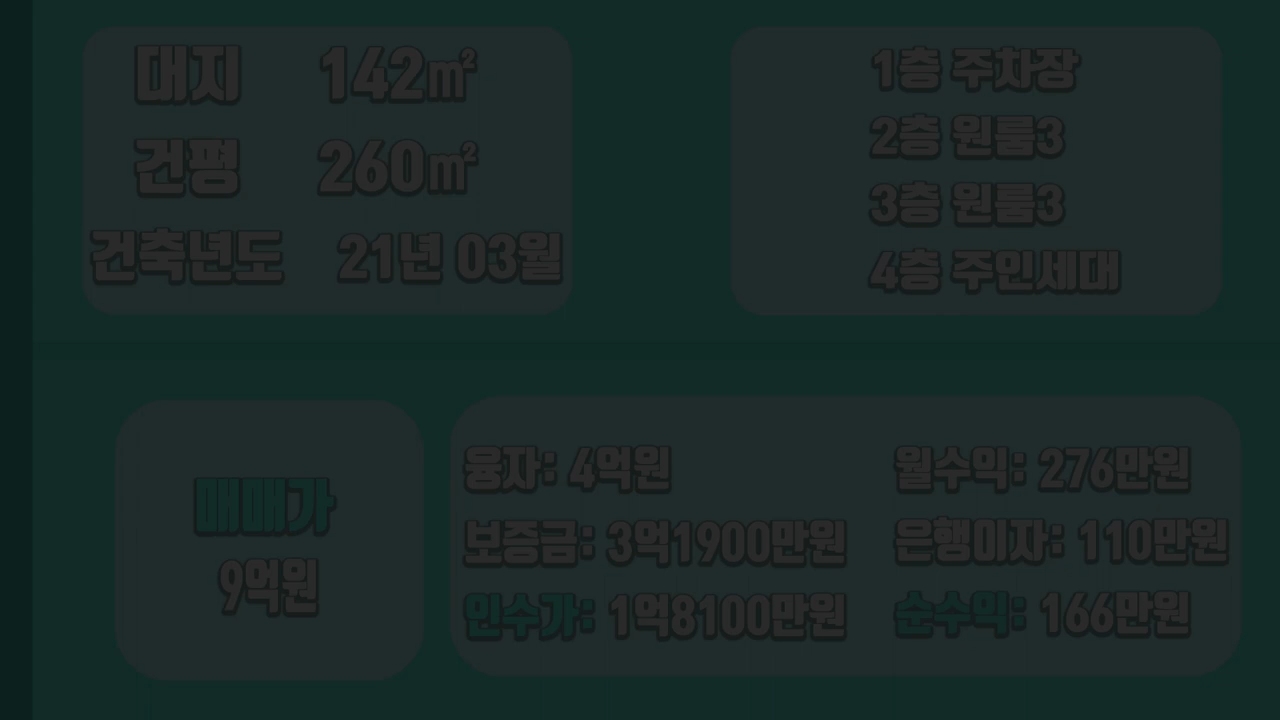 대지 142㎡
건평 260㎡
건축년도 21년 03월
1층 주차장
2층 원룸3
3층 원룸3
4층 주인세대
매매가
9억원
융자: 4억원
보증금: 3억1900만원
인수가: 1억8100만원
월수익: 276만원
은행이자: 110만원
순수익: 166만원